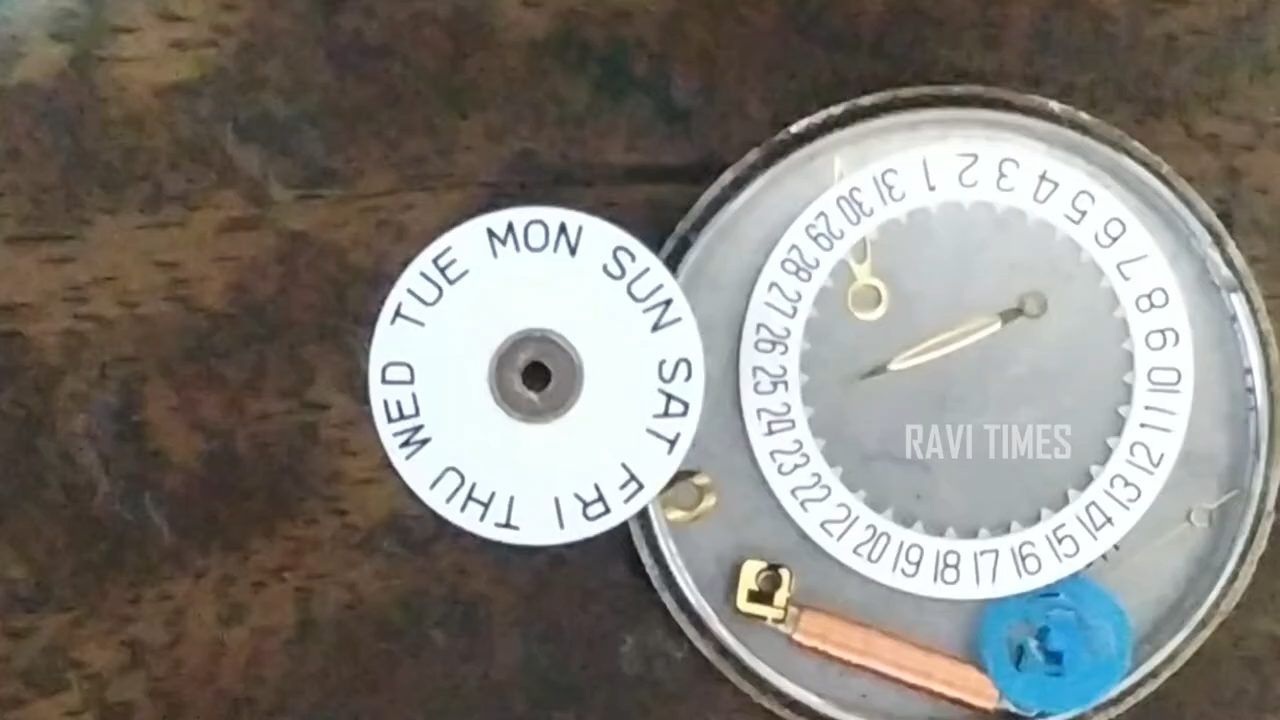 MON SUN SAT FRI THU WED TUE
1 2 3 4 5 6 7 8 9 10 11 12 13 14 15 16 17 18 19 20 21 22 23 24 25 26 27 28 29 30 31
RAVI TIMES